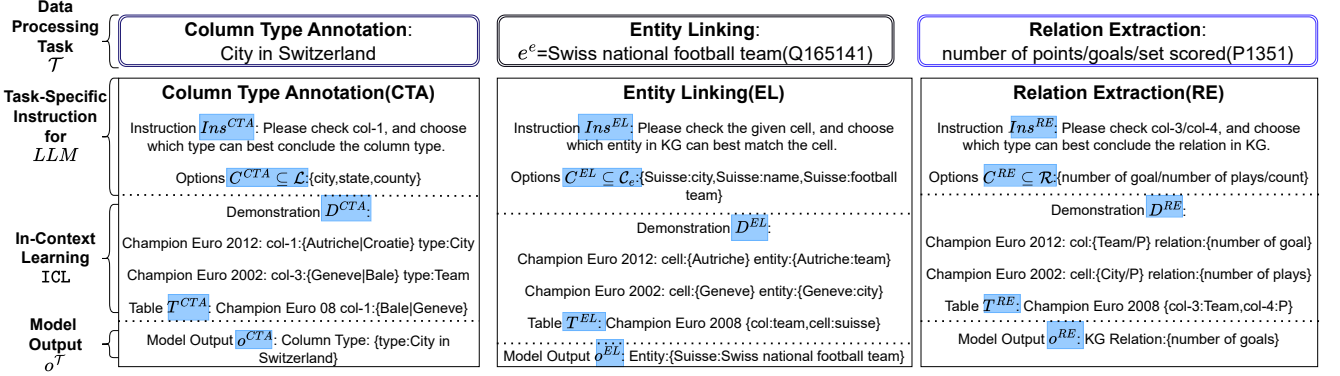 Data
Processing
Task
𝒯
Column Type Annotation:
City in Switzerland
Entity Linking:
e^e=Swiss national football team(Q165141)
Relation Extraction:
number of points/goals/set scored(P1351)
Task-Specific
Instruction
for
LLM
Column Type Annotation(CTA)
Instruction Ins^CTA: Please check col-1, and choose
which type can best conclude the column type.
Options C^CTA ⊆ ℒ:{city,state,county}
Entity Linking(EL)
Instruction Ins^EL: Please check the given cell, and choose
which entity in KG can best match the cell.
Options C^EL ⊆ 𝒞_e:{Suisse:city,Suisse:name,Suisse:football
team}
Relation Extraction(RE)
Instruction Ins^RE: Please check col-3/col-4, and choose
which type can best conclude the relation in KG.
Options C^RE ⊆ ℛ:{number of goal/number of plays/count}
In-Context
Learning
ICL
Demonstration D^CTA:
Champion Euro 2012: col-1:{Autriche|Croatie} type:City
Champion Euro 2002: col-3:{Geneve|Bale} type:Team
Table T^CTA: Champion Euro 08 col-1:{Bale|Geneve}
Demonstration D^EL:
Champion Euro 2012: cell:{Autriche} entity:{Autriche:team}
Champion Euro 2002: cell:{Geneve} entity:{Geneve:city}
Table T^EL: Champion Euro 2008 {col:team,cell:suisse}
Demonstration D^RE:
Champion Euro 2012: col:{Team/P} relation:{number of goal}
Champion Euro 2002: cell:{City/P} relation:{number of plays}
Table T^RE: Champion Euro 2008 {col-3:Team,col-4:P}
Model
Output
o^𝒯
Model Output o^CTA: Column Type: {type:City in
Switzerland}
Model Output o^EL: Entity:{Suisse:Swiss national football team}
Model Output o^RE: KG Relation:{number of goals}